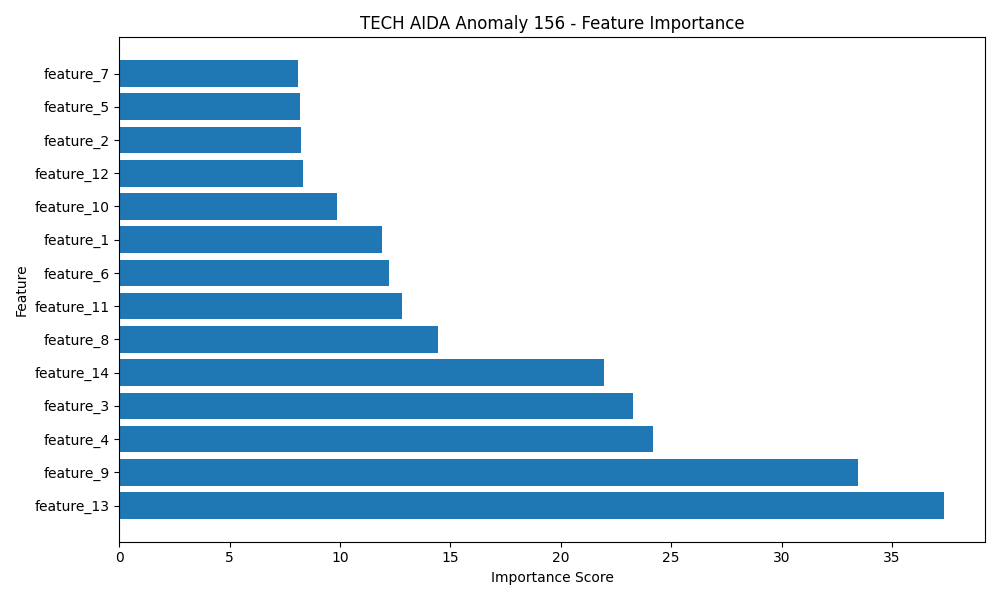 TECH AIDA Anomaly 156 - Feature Importance
Feature
feature_7
feature_5
feature_2
feature_12
feature_10
feature_1
feature_6
feature_11
feature_8
feature_14
feature_3
feature_4
feature_9
feature_13
0 5 10 15 20 25 30 35
Importance Score